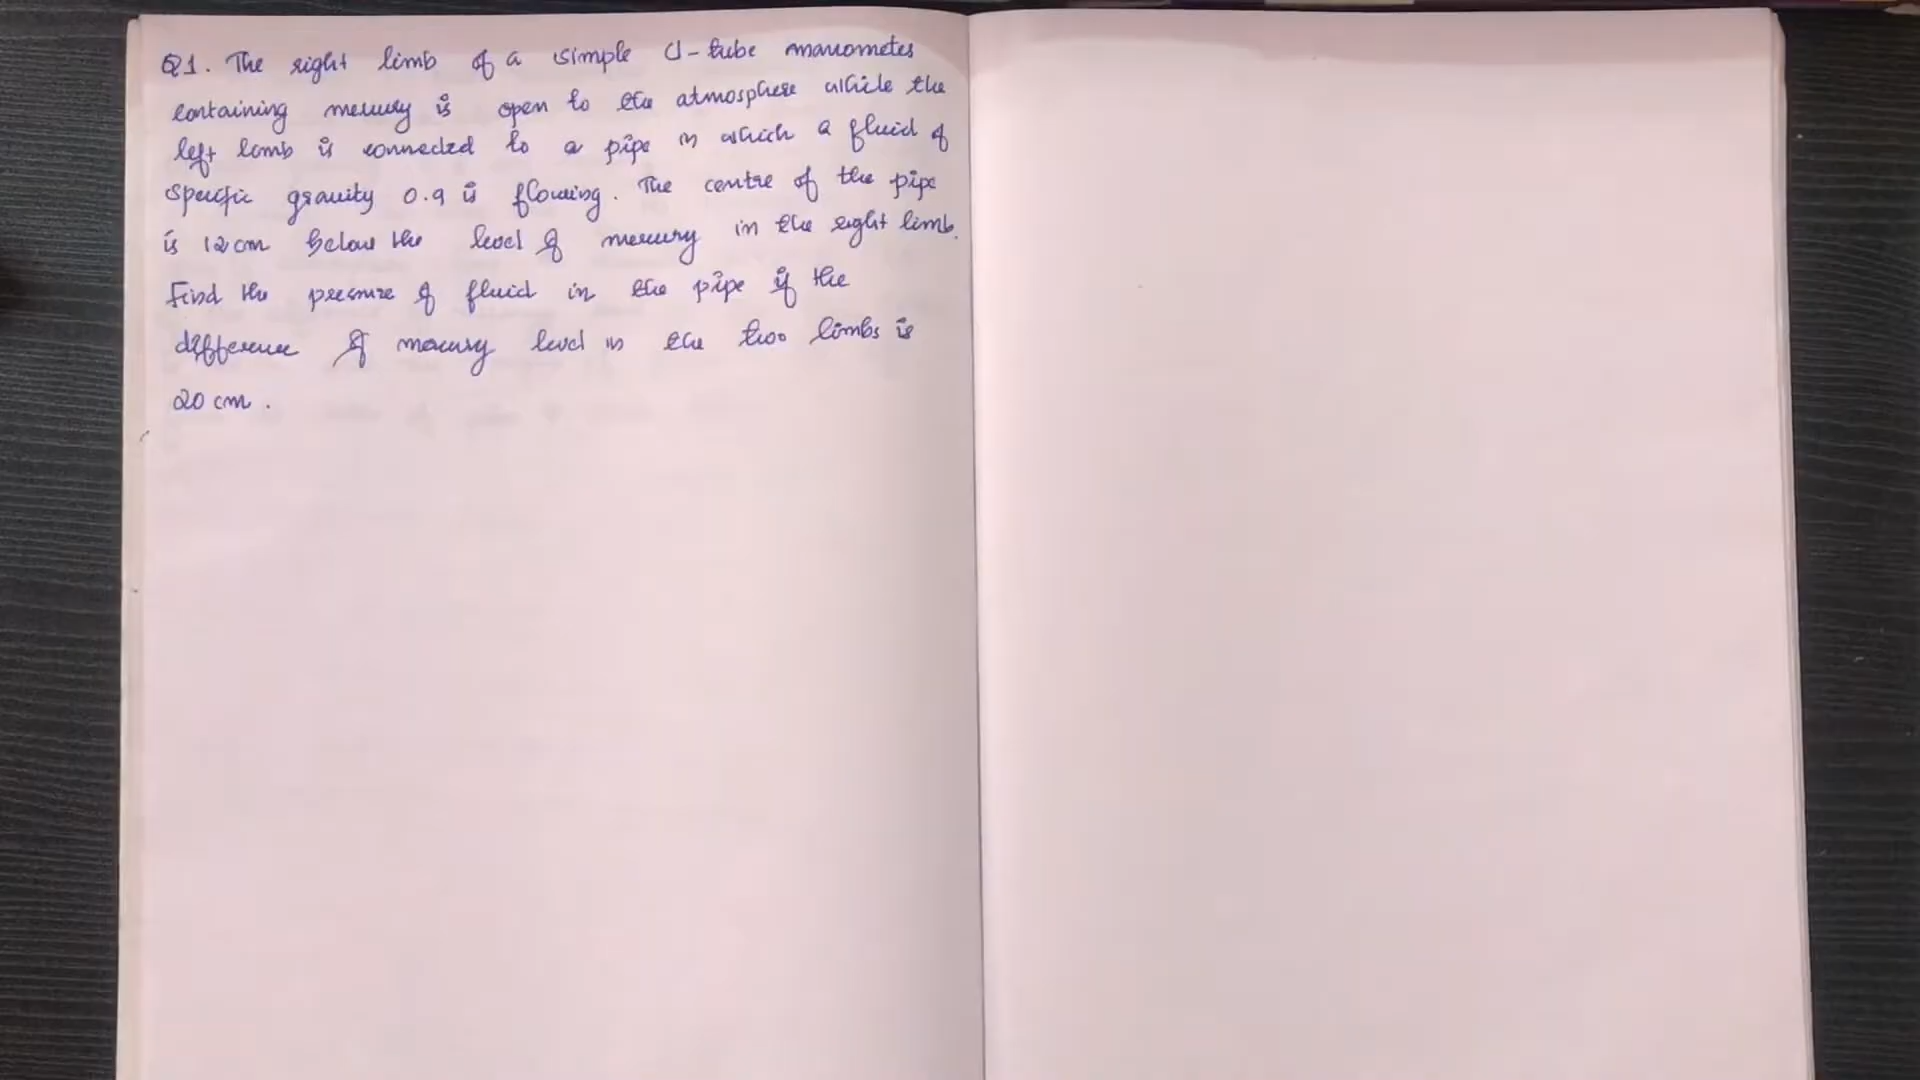 Q1. The right limb of a simple U-tube manometer
containing mercury is open to the atmosphere while the
left limb is connected to a pipe in which a fluid of
specific gravity 0.9 is flowing. The centre of the pipe
is 12 cm below the level of mercury in the right limb.
Find the pressure of fluid in the pipe if the
difference of mercury level in the two limbs is
20 cm.